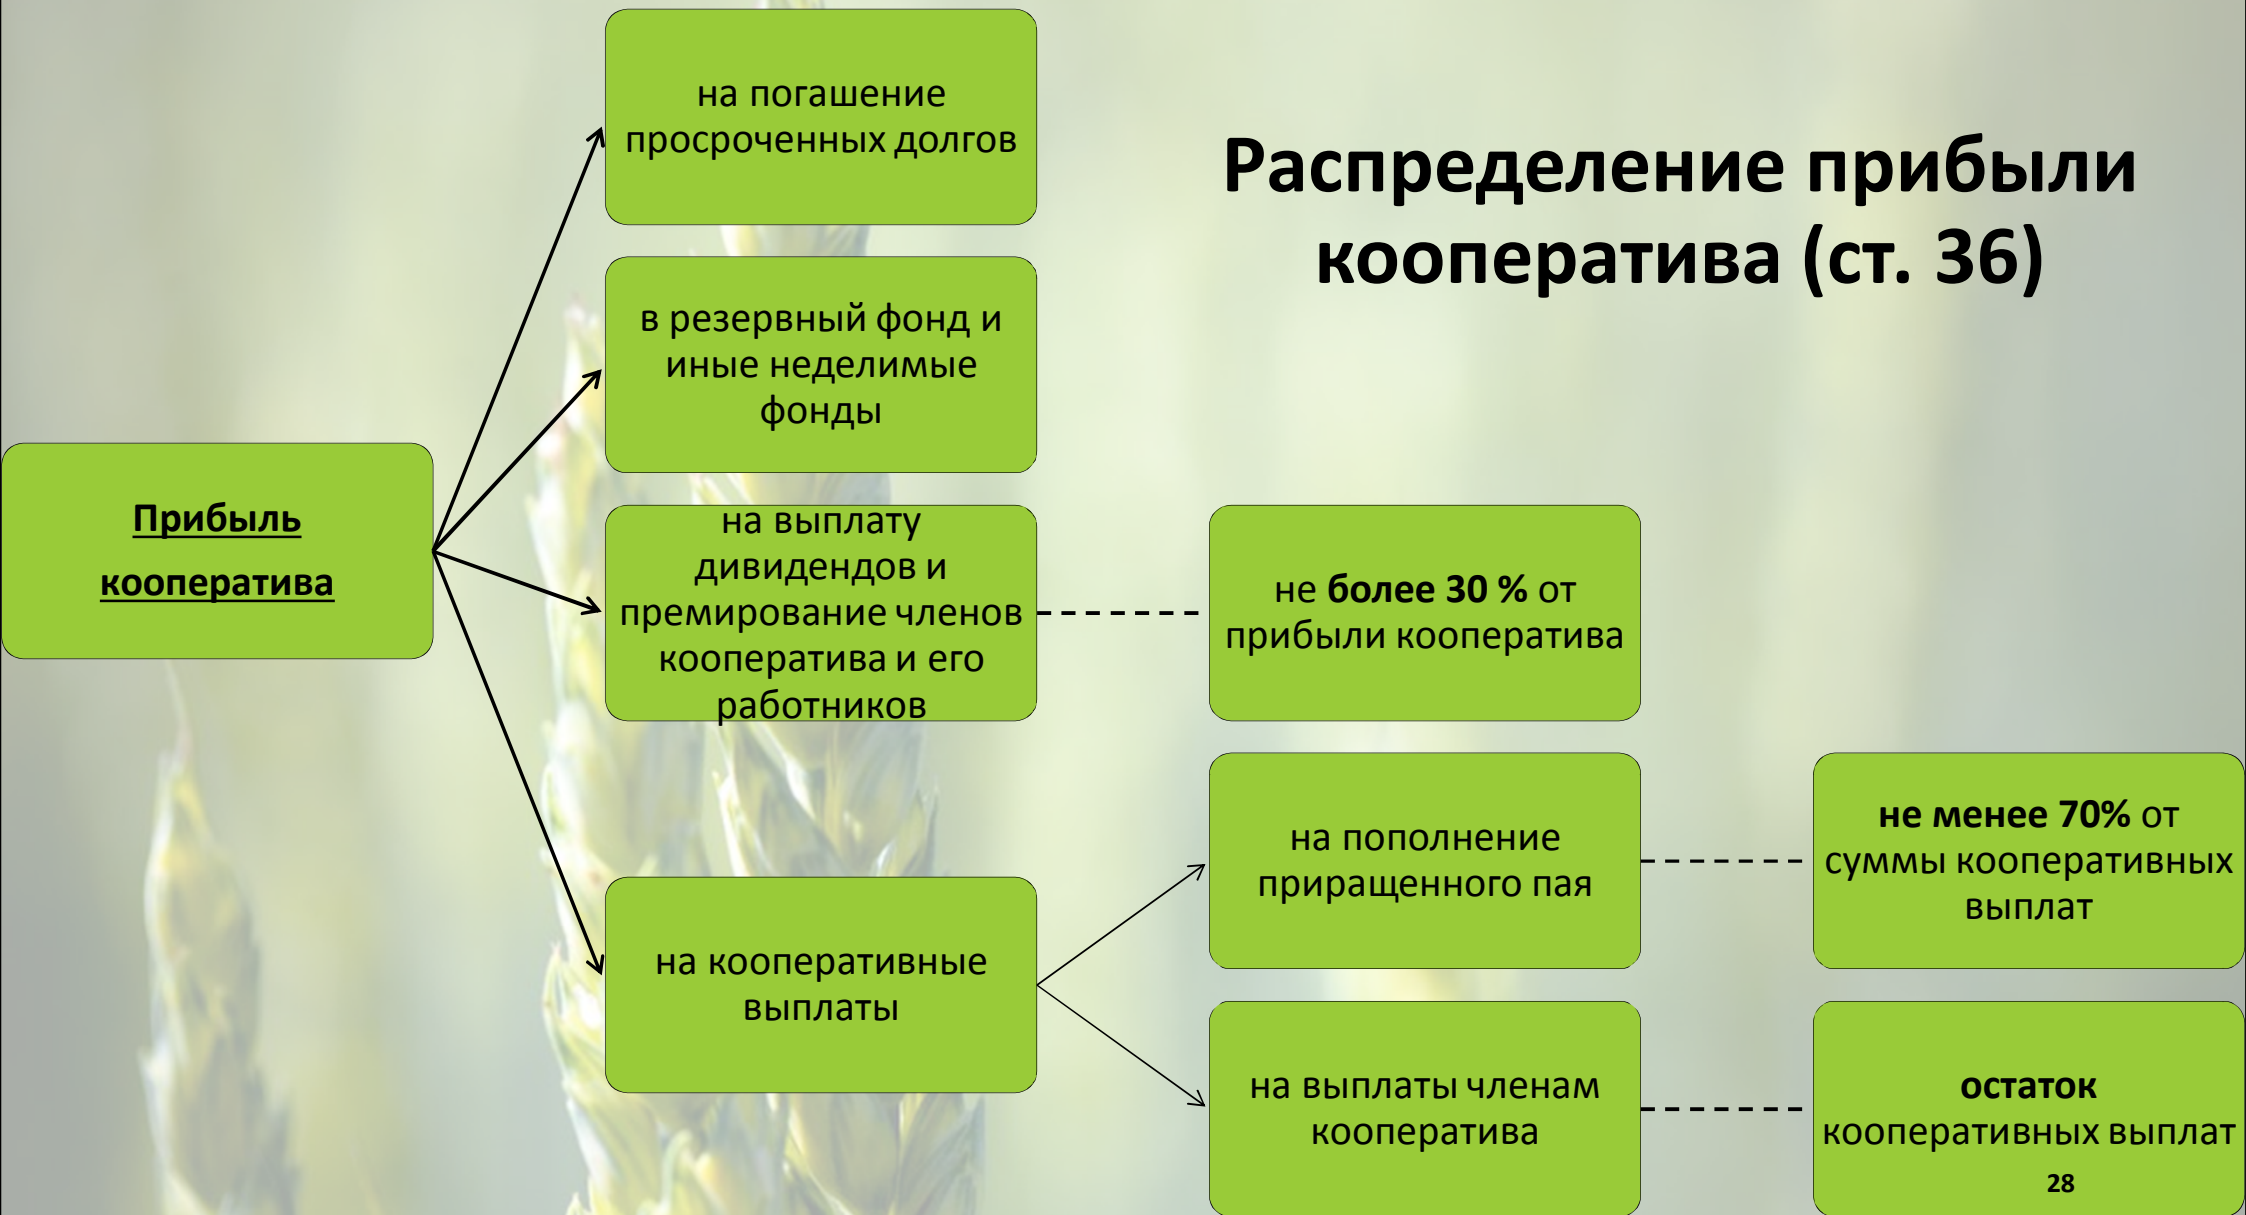 Распределение прибыли
кооператива (ст. 36)
Прибыль
кооператива
на погашение
просроченных долгов
в резервный фонд и
иные неделимые
фонды
на выплату
дивидендов и
премирование членов
кооператива и его
работников
не более 30 % от
прибыли кооператива
на кооперативные
выплаты
на пополнение
приращенного пая
не менее 70% от
суммы кооперативных
выплат
на выплаты членам
кооператива
остаток
кооперативных выплат
28